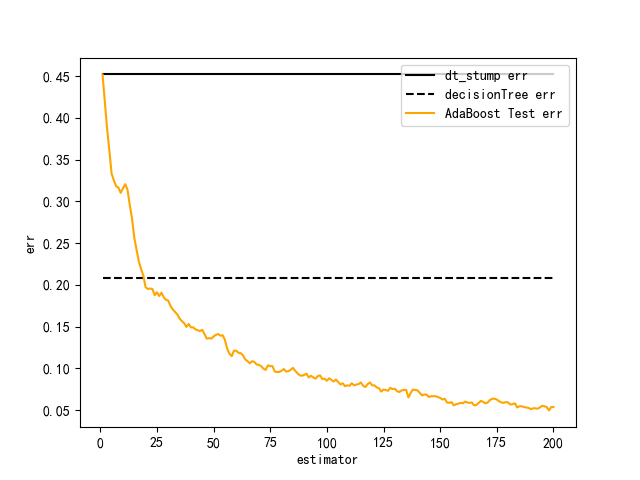 0.45
0.40
0.35
0.30
0.25
0.20
0.15
0.10
0.05
err
dt_stump err
decisionTree err
AdaBoost Test err
0 25 50 75 100 125 150 175 200
estimator